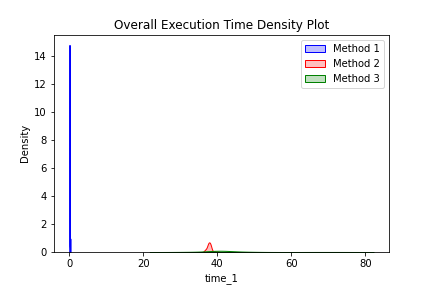 Overall Execution Time Density Plot
Method 1
Method 2
Method 3
Density
14
12
10
8
6
4
2
0
0 20 40 60 80
time_1